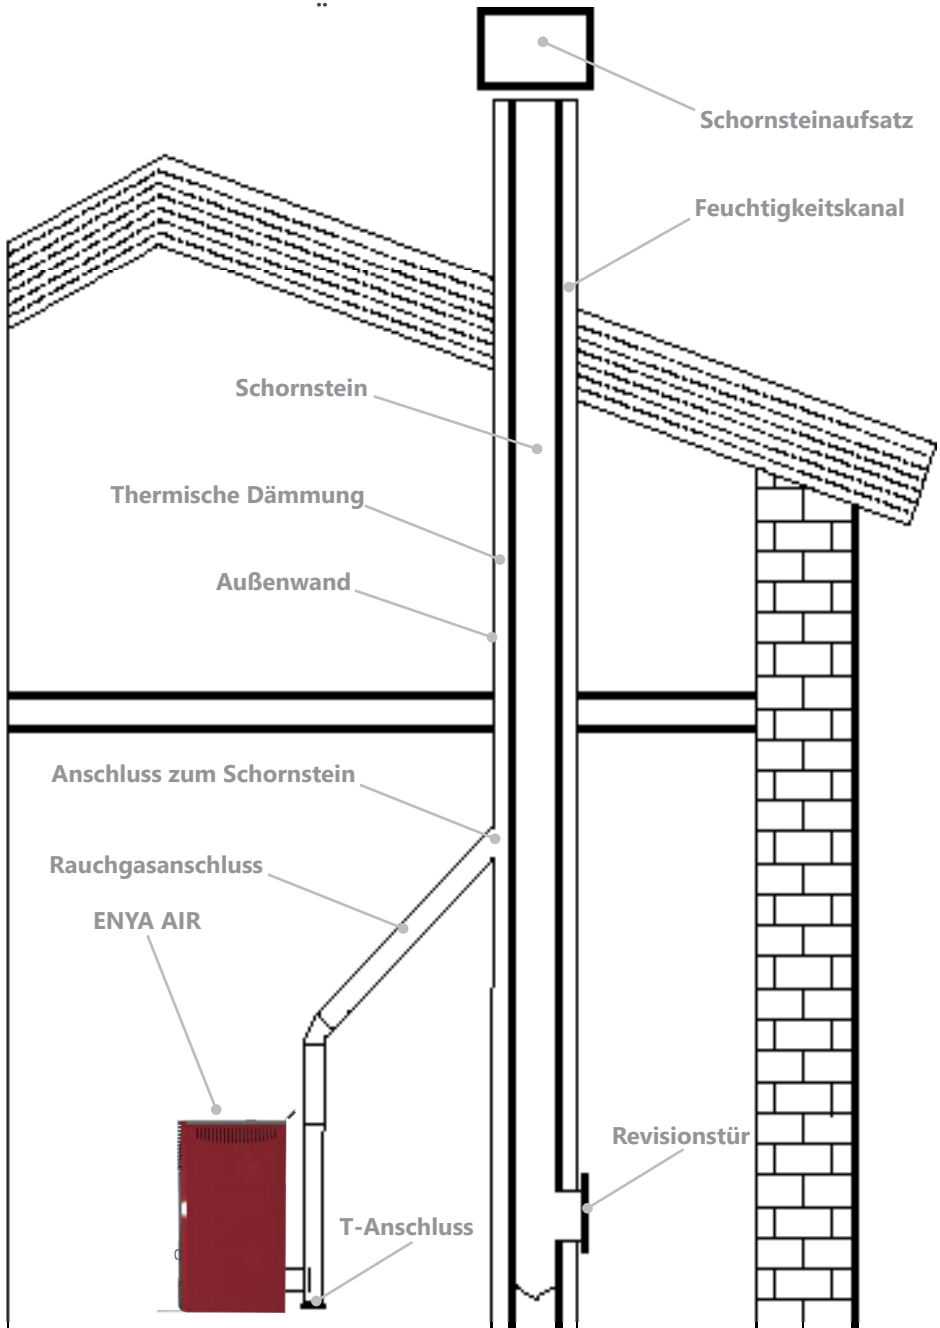 Schornsteinaufsatz
Feuchtigkeitskanal
Schornstein
Thermische Dämmung
Außenwand
Anschluss zum Schornstein
Rauchgasanschluss
ENYA AIR
Revisionstür
T-Anschluss